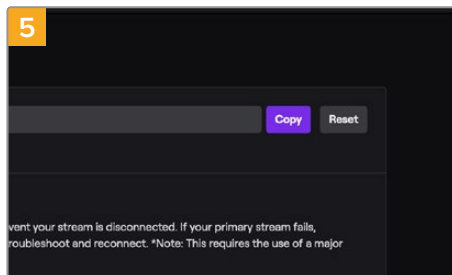 5
Copy Reset
vent your stream is disconnected. If your primary stream fails,
roubleshoot and reconnect. *Note: This requires the use of a major